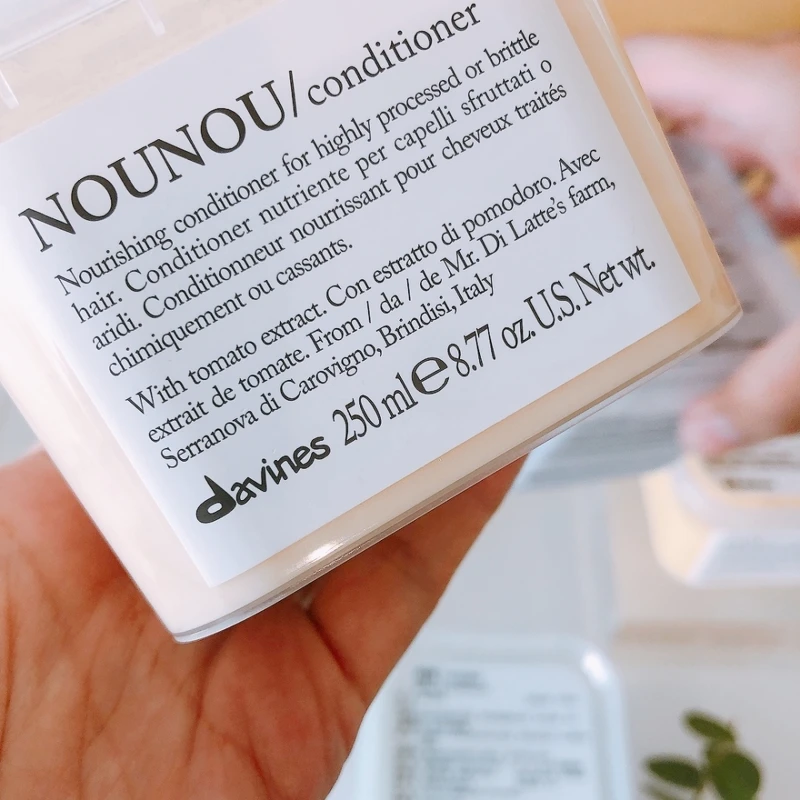 NOUNOU/conditioner
Nourishing conditioner for highly processed or brittle
hair. Conditioner nutriente per capelli sfruttati o
aridi. Conditionneur nourrissant pour cheveux traités
chimiquement ou cassants.
With tomato extract. Con estratto di pomodoro. Avec
extrait de tomate. From / da / de Mr. Di Latte's farm,
Serranova di Carovigno, Brindisi, Italy
davines 250 ml e 8.77 oz. U.S. Net wt.